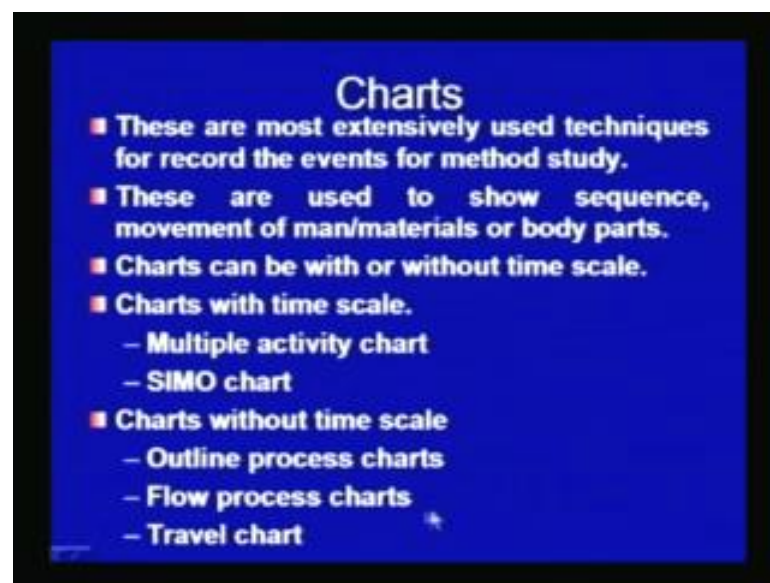 Charts
■ These are most extensively used techniques
for record the events for method study.
■ These are used to show sequence,
movement of man/materials or body parts.
■ Charts can be with or without time scale.
■ Charts with time scale.
– Multiple activity chart
– SIMO chart
■ Charts without time scale
– Outline process charts
– Flow process charts
– Travel chart